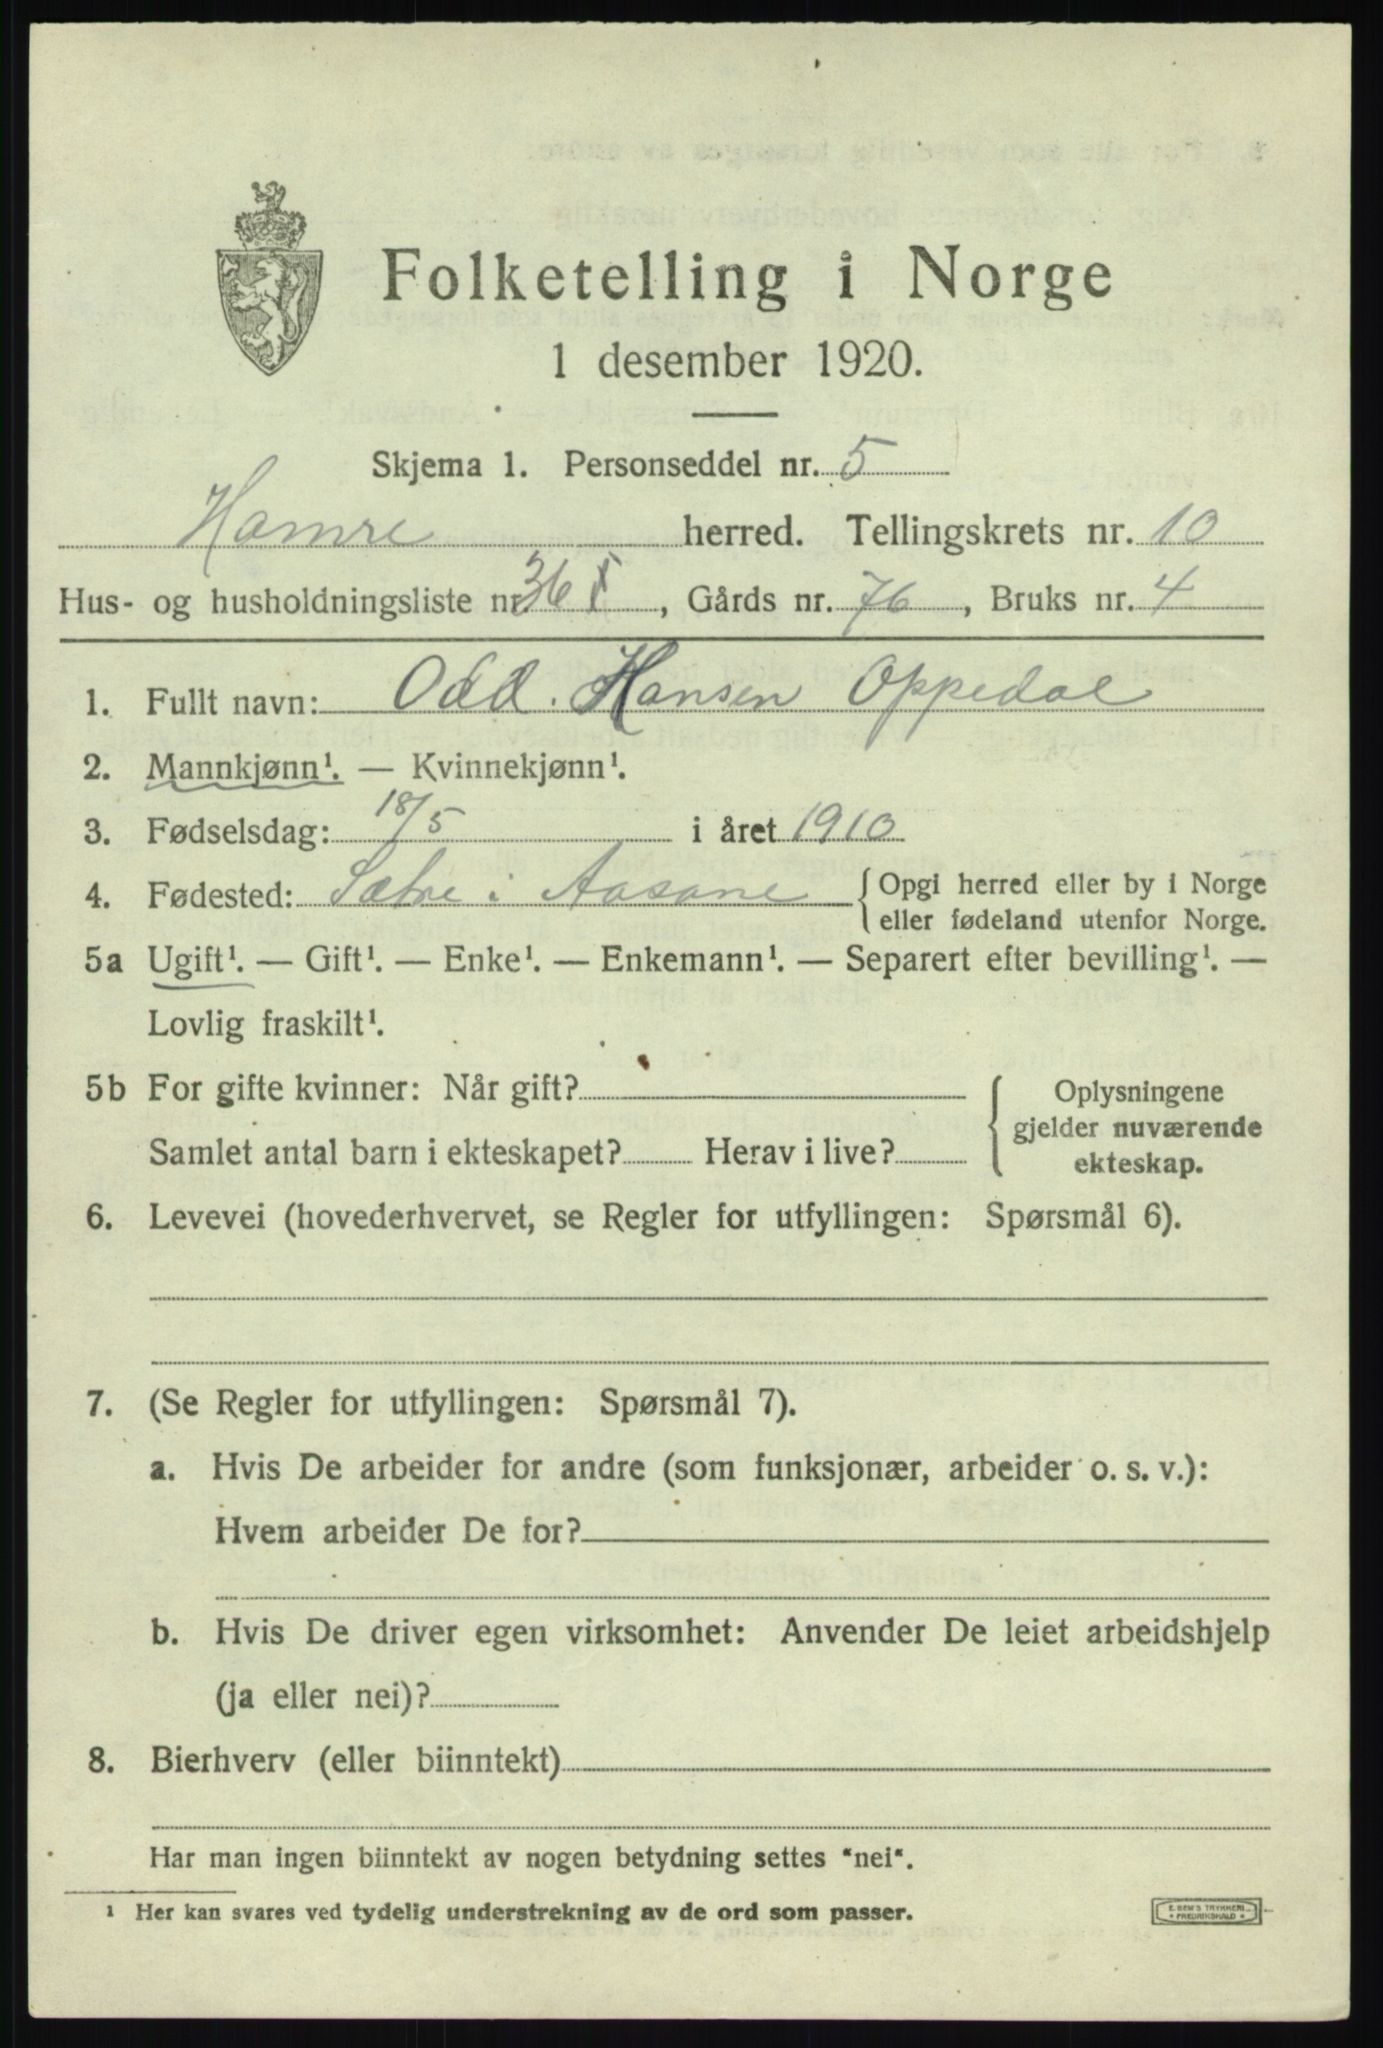 Folketelling i Norge
1 desember 1920.
Skjema 1. Personseddel nr. 5
Hamre herred. Tellingskrets nr. 10
Hus- og husholdningsliste nr. 36 I, Gårds nr. 76, Bruks nr. 4
1. Fullt navn: Odd. Hansen Oppedal
2. Mannkjønn¹. — Kvinnekjønn¹.
3. Fødselsdag: 18/5 i året 1910
4. Fødested: Sætre i Aasane {Opgi herred eller by i Norge
eller fødeland utenfor Norge.
5a Ugift¹. — Gift¹. — Enke¹. — Enkemann¹. — Separert efter bevilling¹. —
Lovlig fraskilt¹.
5b For gifte kvinner: Når gift? { Oplysningene
gjelder nuværende
Samlet antal barn i ekteskapet? Herav i live? ekteskap.
6. Levevei (hovederhvervet, se Regler for utfyllingen: Spørsmål 6).
7. (Se Regler for utfyllingen: Spørsmål 7).
a. Hvis De arbeider for andre (som funksjonær, arbeider o. s. v.):
Hvem arbeider De for?
b. Hvis De driver egen virksomhet: Anvender De leiet arbeidshjelp
(ja eller nei)?
8. Bierhverv (eller biinntekt)
Har man ingen biinntekt av nogen betydning settes "nei".
¹ Her kan svares ved tydelig understrekning av de ord som passer.
TRYKKERI
FREDRIKSHALD